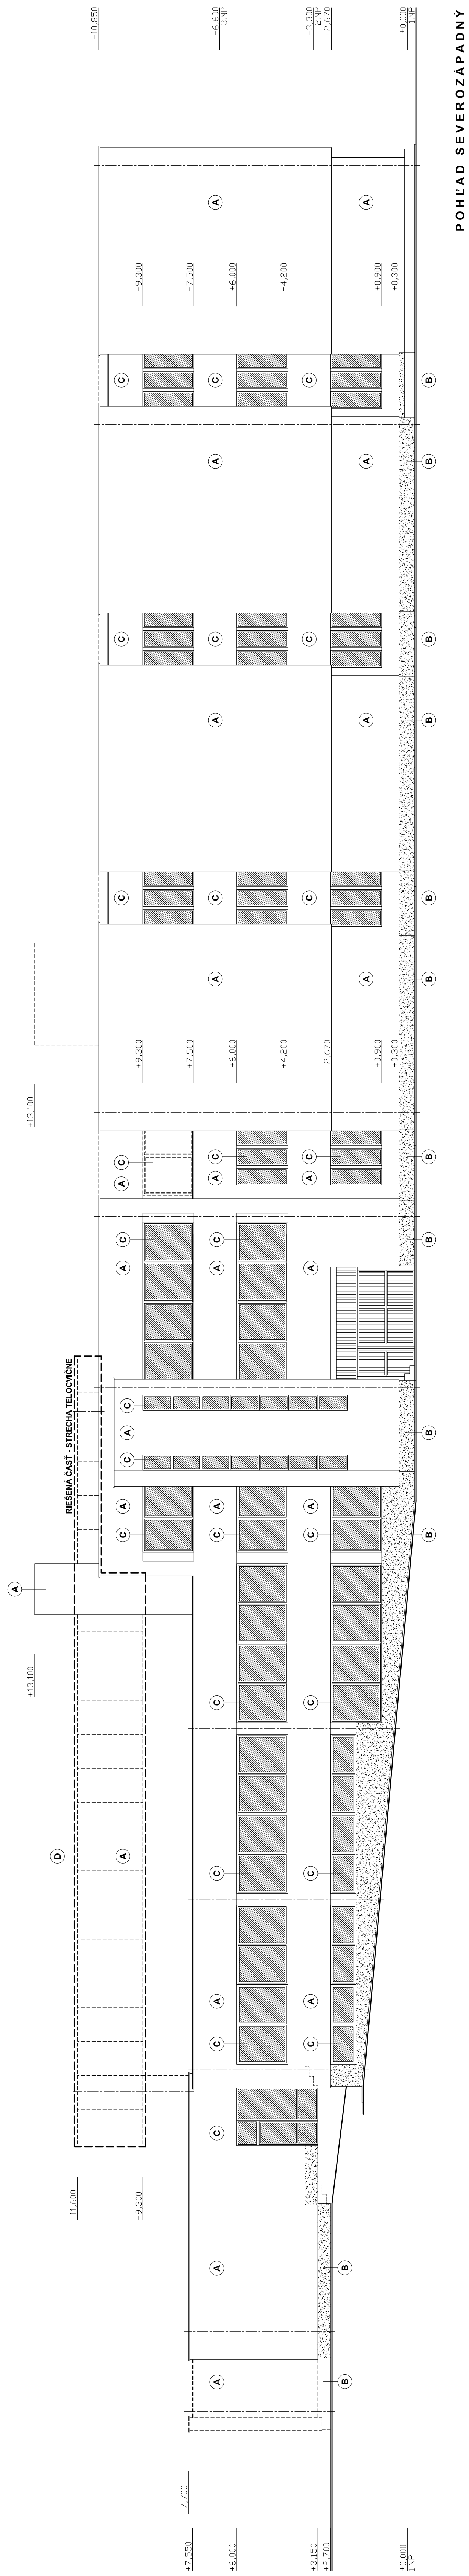 A
+13,100
+13,100
D
RIEŠENÁ ČASŤ - STRECHA TELOCVIČNE
+11,600
+10,850
A
C
A
C
A
C
A
C
A
C
C
C
C
+9,300
+9,300
+9,300
+7,700
+7,550
+7,500
+7,500
A
A
C
C
A
C
C
C
A
A
C
A
C
A
C
A
C
A
C
A
+6,600
3.NP
+6,000
+6,000
+6,000
+4,200
+4,200
C
A
C
C
C
A
A
A
C
C
C
C
+3,150
+3,300
2.NP
+2,700
+2,670
+2,670
B
B
A
A
A
A
+0,900
+0,900
+0,300
+0,300
±0,000
1.NP
±0,000
1.NP
B
B
B
B
B
B
B
B
B
B
POHĽAD SEVEROZÁPADNÝ